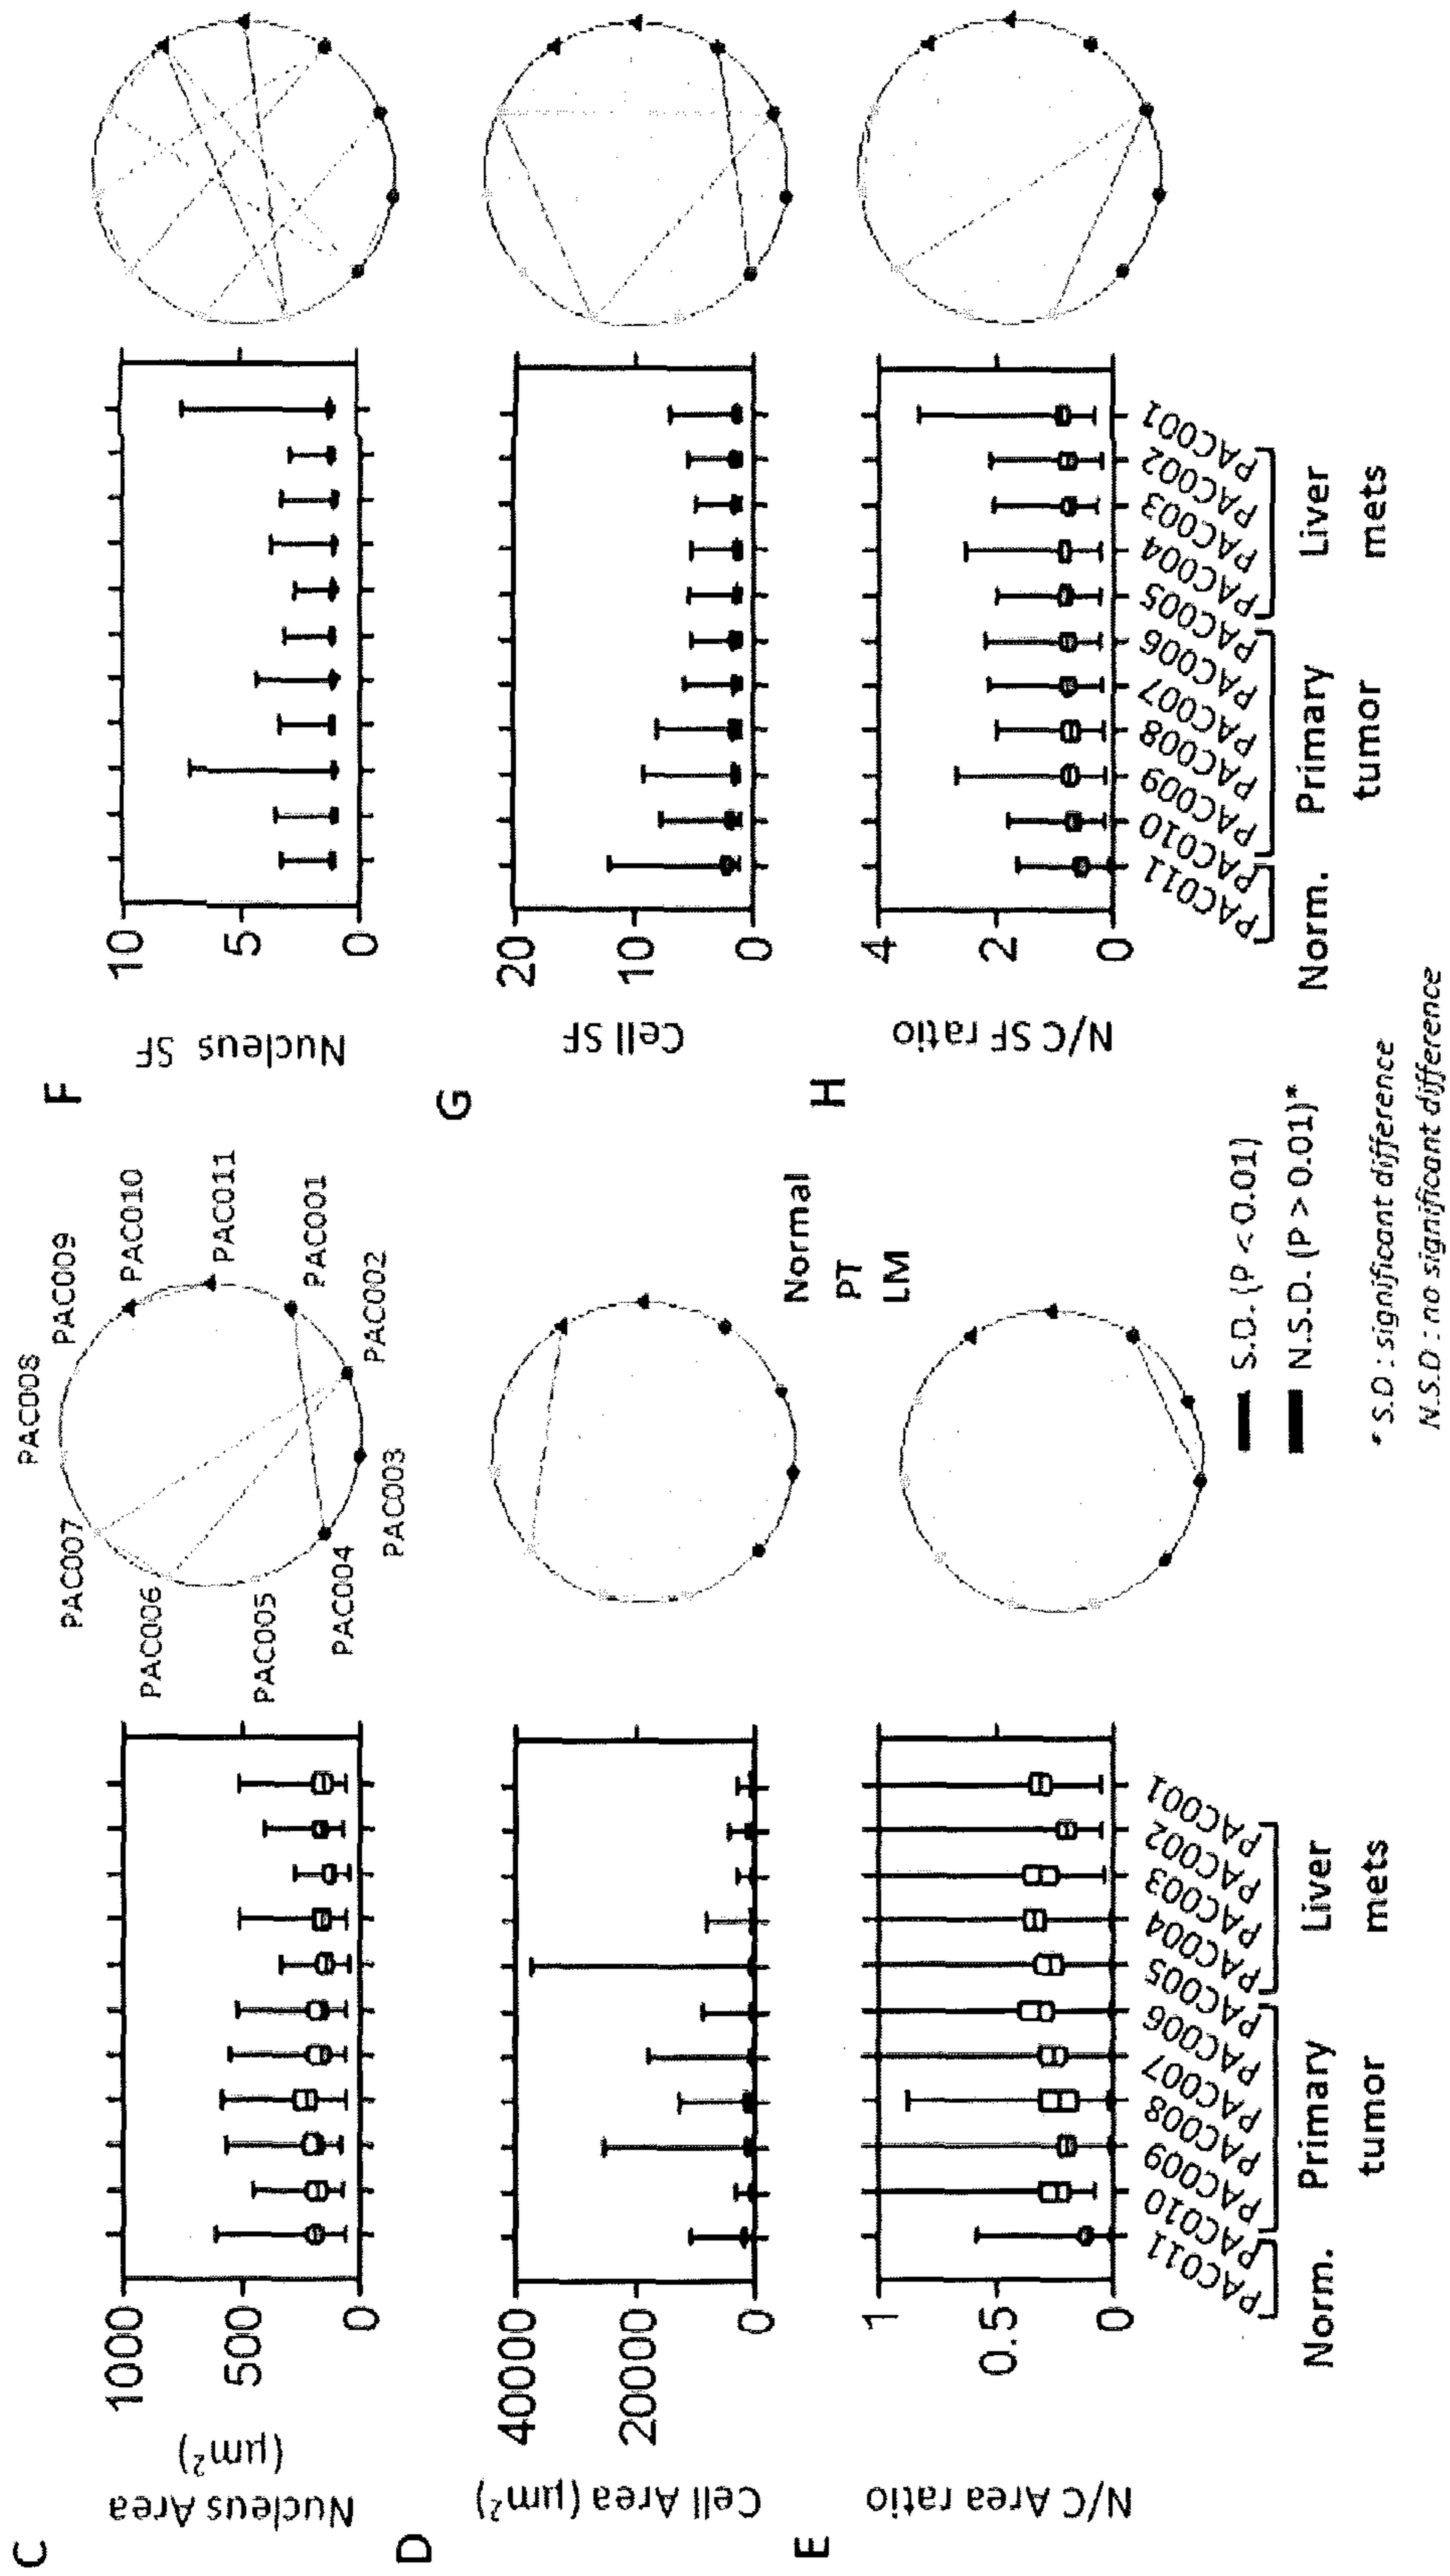 C
Nucleus Area
(µm²)
1000
500
0
PAC009
PAC010
PAC011
PAC001
PAC002
PAC003
PAC004
PAC005
PAC006
PAC007
PAC008
D
Cell Area (µm²)
40000
20000
0
Normal
PT
LM
E
N/C Area ratio
1
0.5
0
PAC011
PAC010
PAC009
PAC008
PAC007
PAC006
PAC005
PAC004
PAC003
PAC002
PAC001
Norm.
Primary
tumor
Liver
mets
S.D. (P < 0.01)
N.S.D. (P > 0.01)*
* S.D : significant difference
N.S.D : no significant difference
F
Nucleus SF
10
5
0
G
Cell SF
20
10
0
H
N/C SF ratio
4
2
0
PAC011
PAC010
PAC009
PAC008
PAC007
PAC006
PAC005
PAC004
PAC003
PAC002
PAC001
Norm.
Primary
tumor
Liver
mets